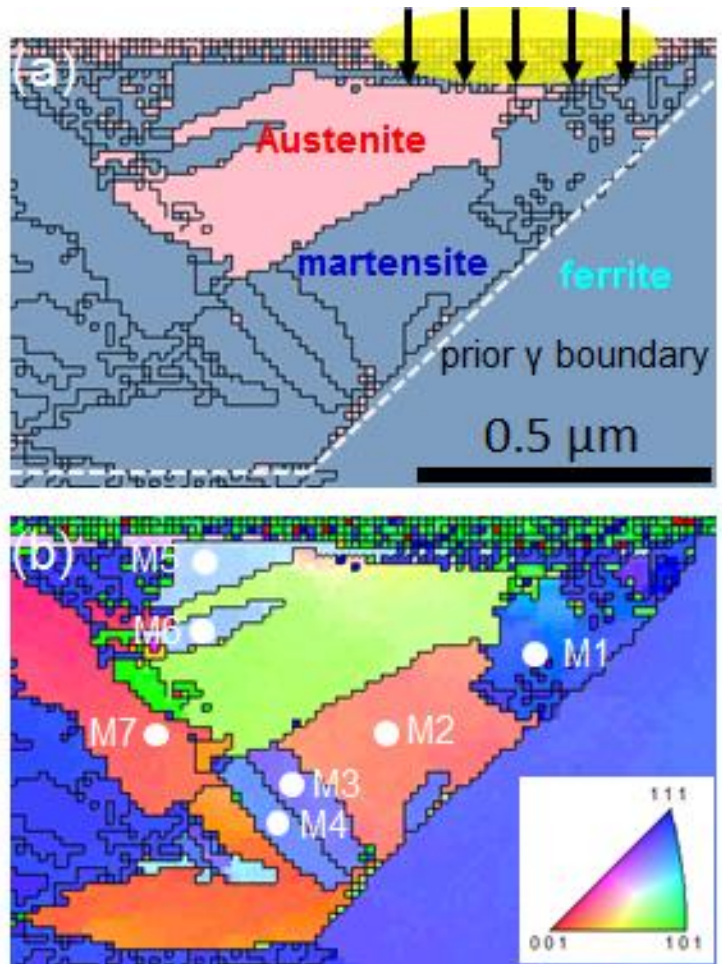 (a)
Austenite
martensite
ferrite
prior γ boundary
0.5 μm
(b)
M5
M6
M1
M7
M2
M3
M4
111
001
101